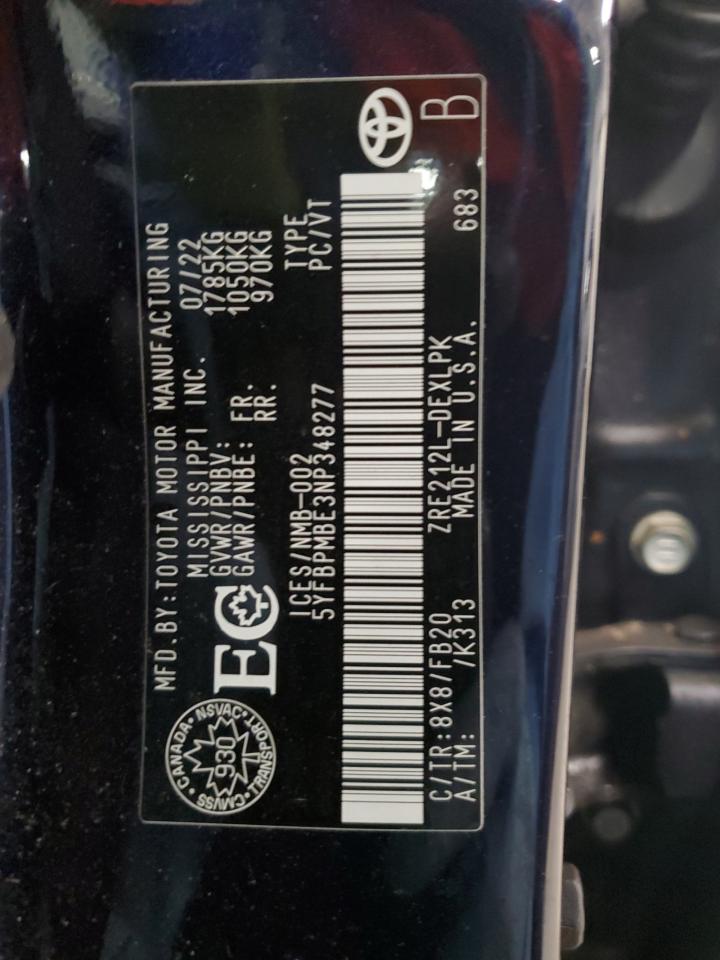 MFD.BY:TOYOTA MOTOR MANUFACTURING
MISSISSIPPI INC. 07/22
GVWR/PNBV: 1785KG
GAWR/PNBE: FR. 1050KG
RR. 970KG
ICES/NMB-002 TYPE
5YFBPMBE3NP348277 PC/VT
C/TR:8X8/FB20 ZRE212L-DEXLPK
A/TM: /K313 MADE IN U.S.A. 683
B
CANADA • NSVAC • TRANSPORT • CMVSS •
930
EC